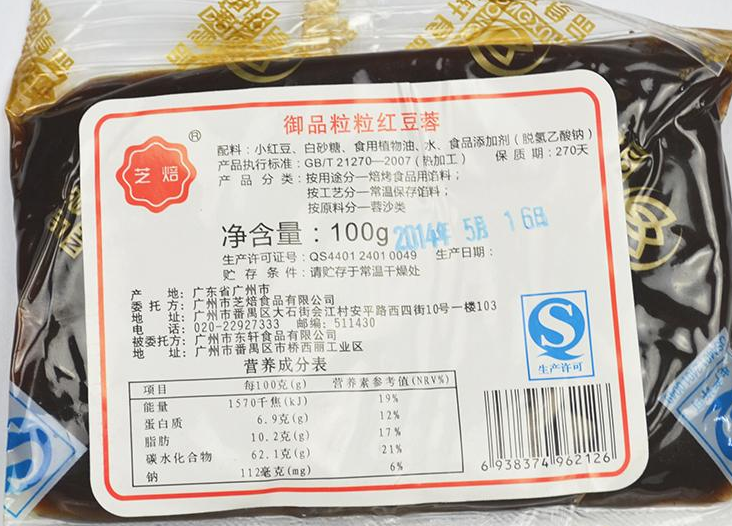 御品粒粒红豆蓉
芝焙
®
配料：小红豆、白砂糖、食用植物油、水、食品添加剂（脱氢乙酸钠）
产品执行标准：GB/T 21270—2007（热加工） 保质期：270天
产品分类：按用途分—焙烤食品用馅料；
按工艺分—常温保存馅料；
按原料分—蓉沙类
净含量：100g 2014年 5月 16日
生产许可证号：QS4401 2401 0049 生产日期：
贮存条件：请贮存于常温干燥处
产地：广东省广州市
委托方：广州市芝焙食品有限公司
地址：广州市番禺区大石街会江村安平路西四街10号一楼103
电话：020-22927333 邮编：511430
被委托方：广州市东轩食品有限公司
地址：广州市番禺区市桥西丽工业区
营养成分表
项目 每100克(g) 营养素参考值(NRV%)
能量 1570千焦(kJ) 19%
蛋白质 6.9克(g) 12%
脂肪 10.2克(g) 17%
碳水化合物 62.1克(g) 21%
钠 112毫克(mg) 6%
QS
生产许可
6 938374 962126